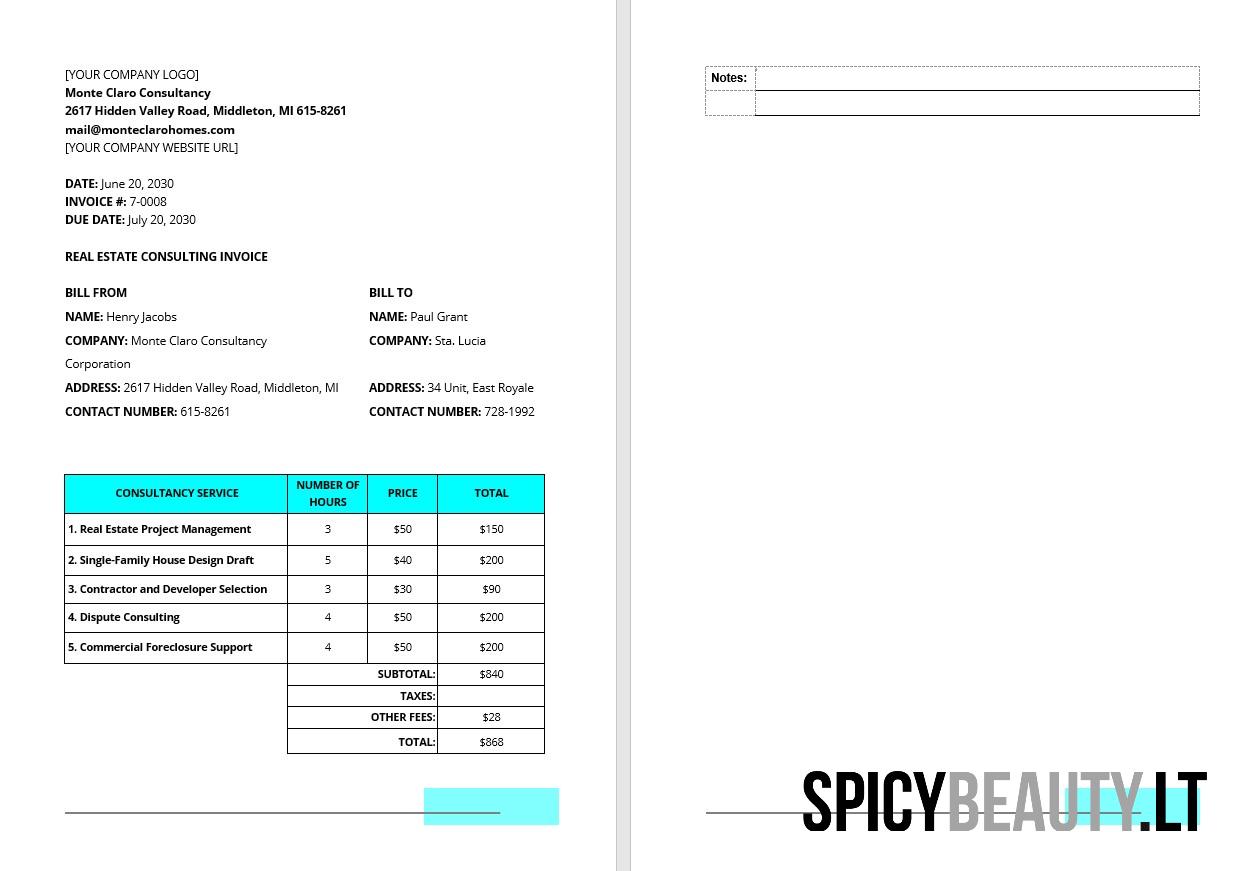 [YOUR COMPANY LOGO]
Monte Claro Consultancy
2617 Hidden Valley Road, Middleton, MI 615-8261
mail@monteclarohomes.com
[YOUR COMPANY WEBSITE URL]
DATE: June 20, 2030
INVOICE #: 7-0008
DUE DATE: July 20, 2030
REAL ESTATE CONSULTING INVOICE
BILL FROM BILL TO
NAME: Henry Jacobs NAME: Paul Grant
COMPANY: Monte Claro Consultancy COMPANY: Sta. Lucia
Corporation
ADDRESS: 2617 Hidden Valley Road, Middleton, MI ADDRESS: 34 Unit, East Royale
CONTACT NUMBER: 615-8261 CONTACT NUMBER: 728-1992
CONSULTANCY SERVICE NUMBER OF HOURS PRICE TOTAL
1. Real Estate Project Management 3 $50 $150
2. Single-Family House Design Draft 5 $40 $200
3. Contractor and Developer Selection 3 $30 $90
4. Dispute Consulting 4 $50 $200
5. Commercial Foreclosure Support 4 $50 $200
SUBTOTAL: $840
TAXES:
OTHER FEES: $28
TOTAL: $868
Notes:
SPICYBEAUTY.LT